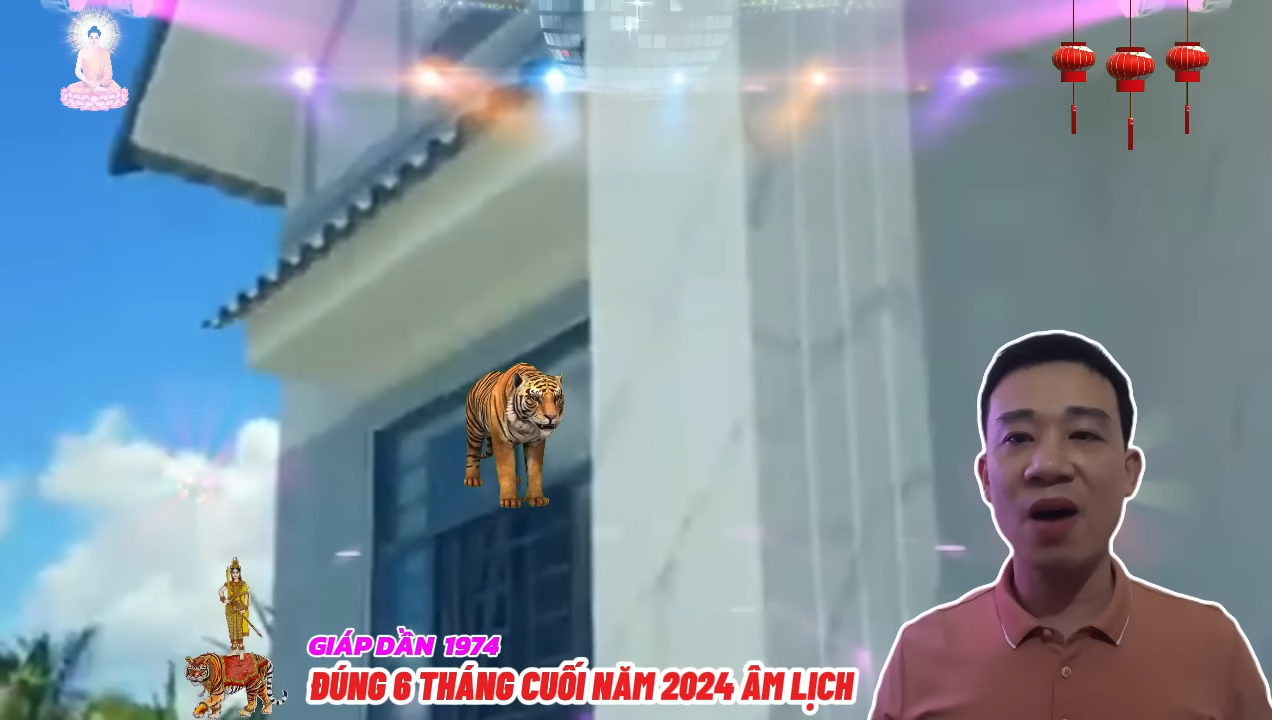 GIÁP DẦN 1974
ĐÚNG 6 THÁNG CUỐI NĂM 2024 ÂM LỊCH